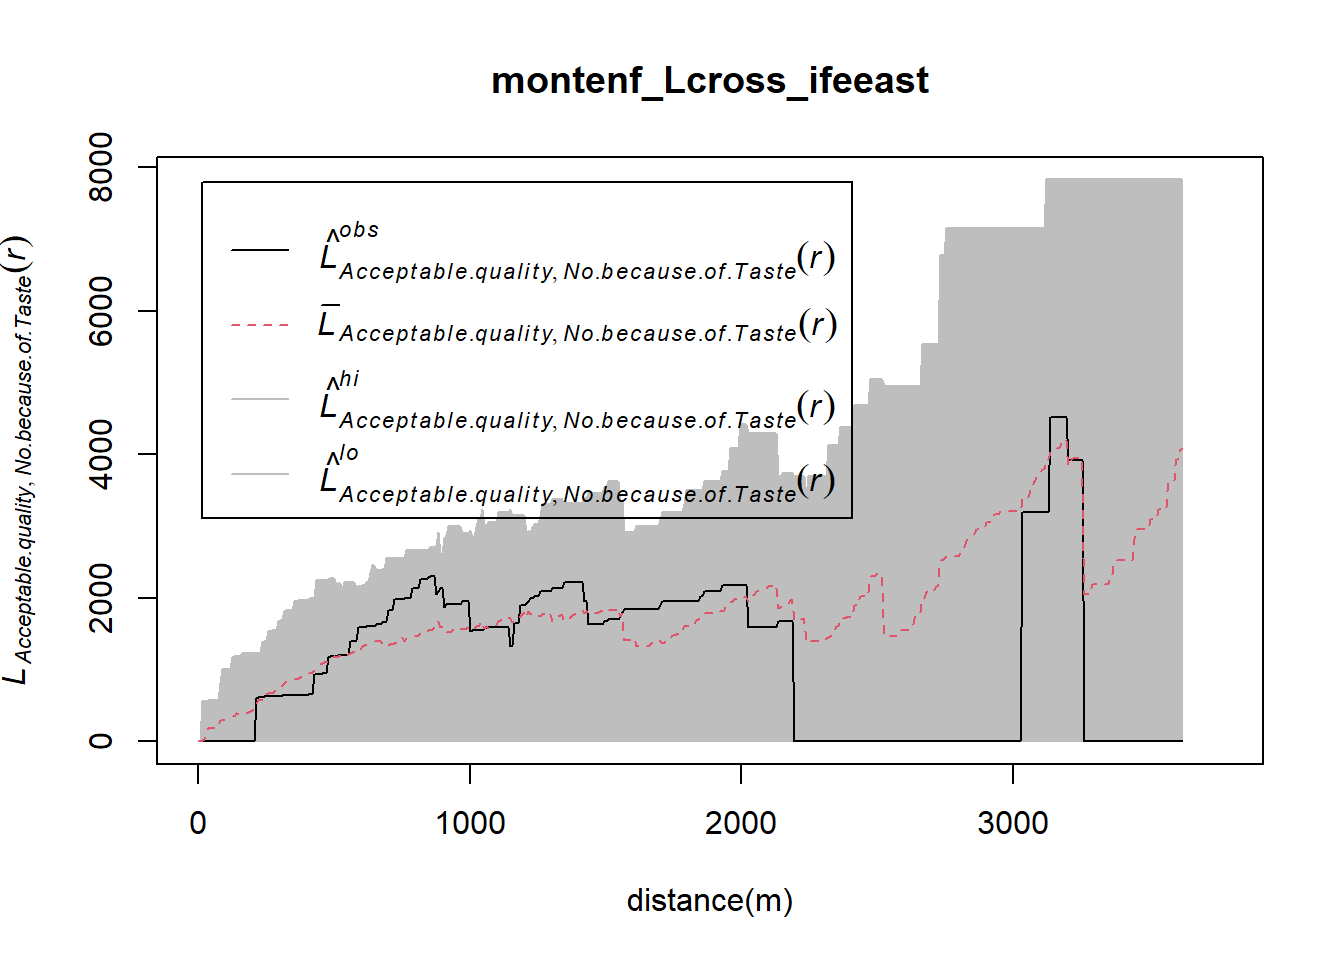 montenf_Lcross_ifeeast
L Acceptable.quality, No.because.of.Taste(r)
8000
6000
4000
2000
0
L̂ obs Acceptable.quality, No.because.of.Taste(r)
L̅ Acceptable.quality, No.because.of.Taste(r)
L̂ hi Acceptable.quality, No.because.of.Taste(r)
L̂ lo Acceptable.quality, No.because.of.Taste(r)
0 1000 2000 3000
distance(m)